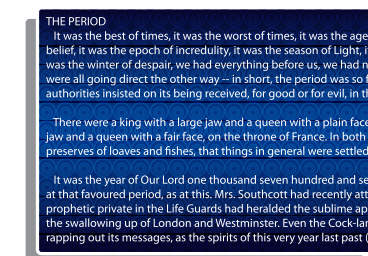 THE PERIOD
It was the best of times, it was the worst of times, it was the age
belief, it was the epoch of incredulity, it was the season of Light, i
was the winter of despair, we had everything before us, we had n
were all going direct the other way -- in short, the period was so f
authorities insisted on its being received, for good or for evil, in th
There were a king with a large jaw and a queen with a plain face
jaw and a queen with a fair face, on the throne of France. In both
preserves of loaves and fishes, that things in general were settled
It was the year of Our Lord one thousand seven hundred and se
at that favoured period, as at this. Mrs. Southcott had recently att
prophetic private in the Life Guards had heralded the sublime ap
the swallowing up of London and Westminster. Even the Cock-lar
rapping out its messages, as the spirits of this very year last past (